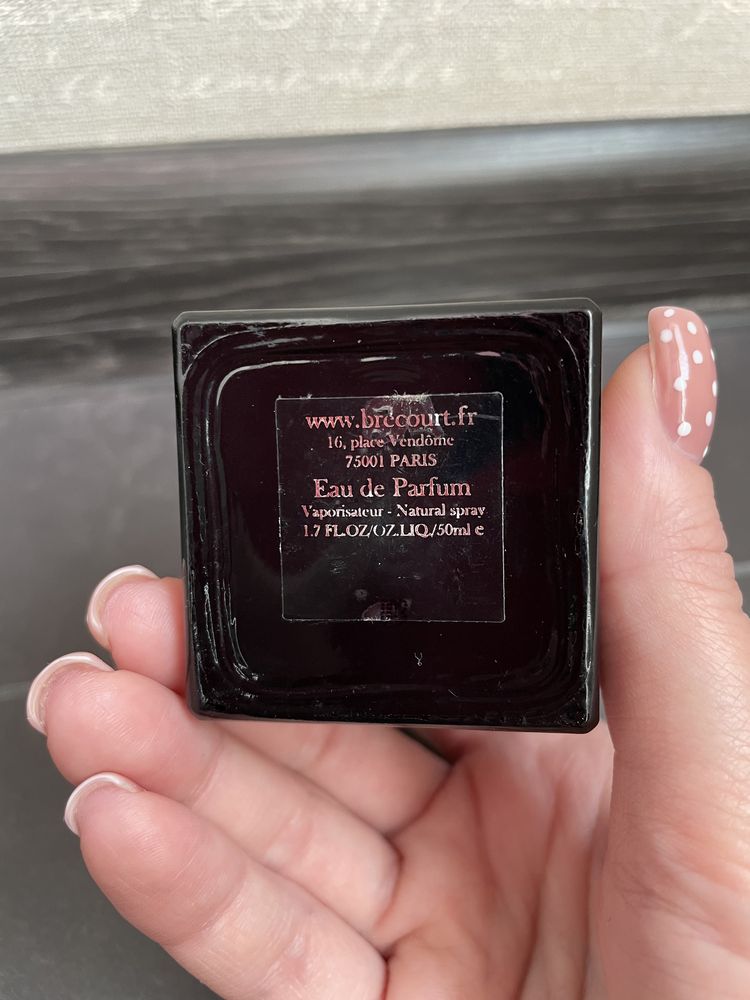 www.brecourt.fr
16, place Vendôme
75001 PARIS
Eau de Parfum
Vaporisateur - Natural spray
1.7 FL.OZ/OZ.LIQ./50ml e